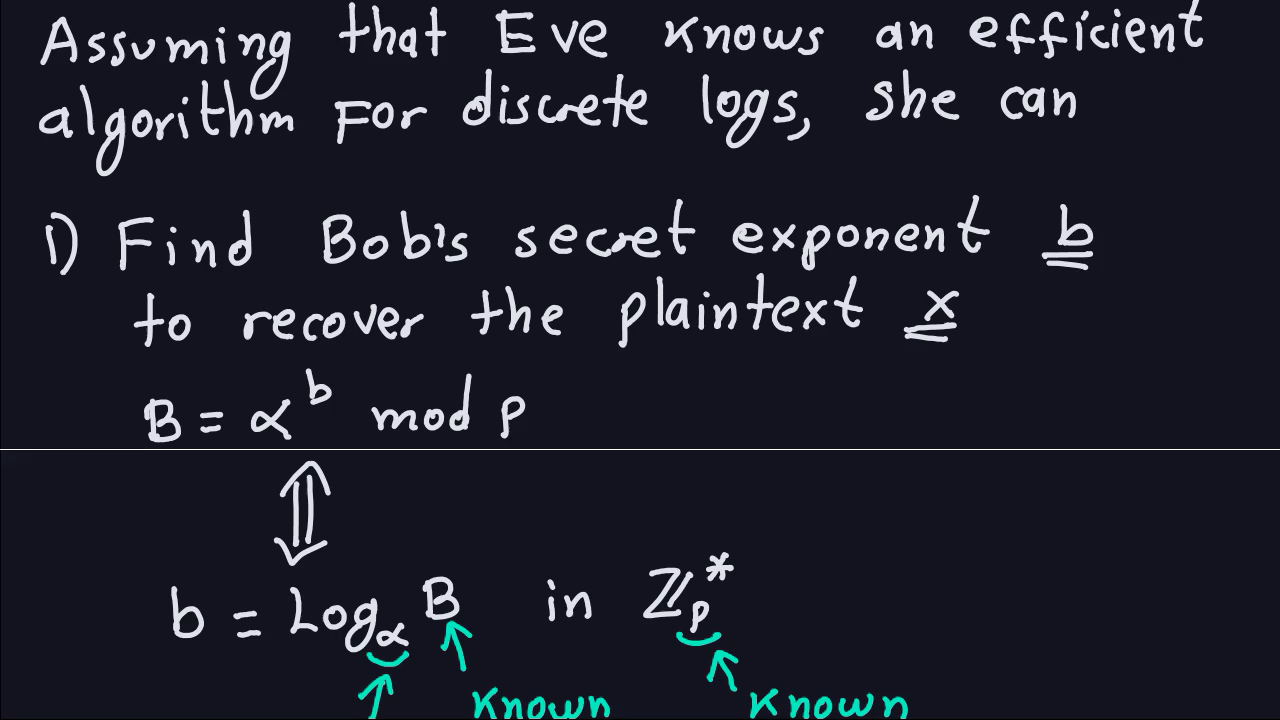 Assuming that Eve knows an efficient
algorithm For discrete logs, she can
1) Find Bob's secret exponent b
to recover the plaintext x
B = α^b mod p
⇕
b = Log_α B in ℤ_p^*
Known Known